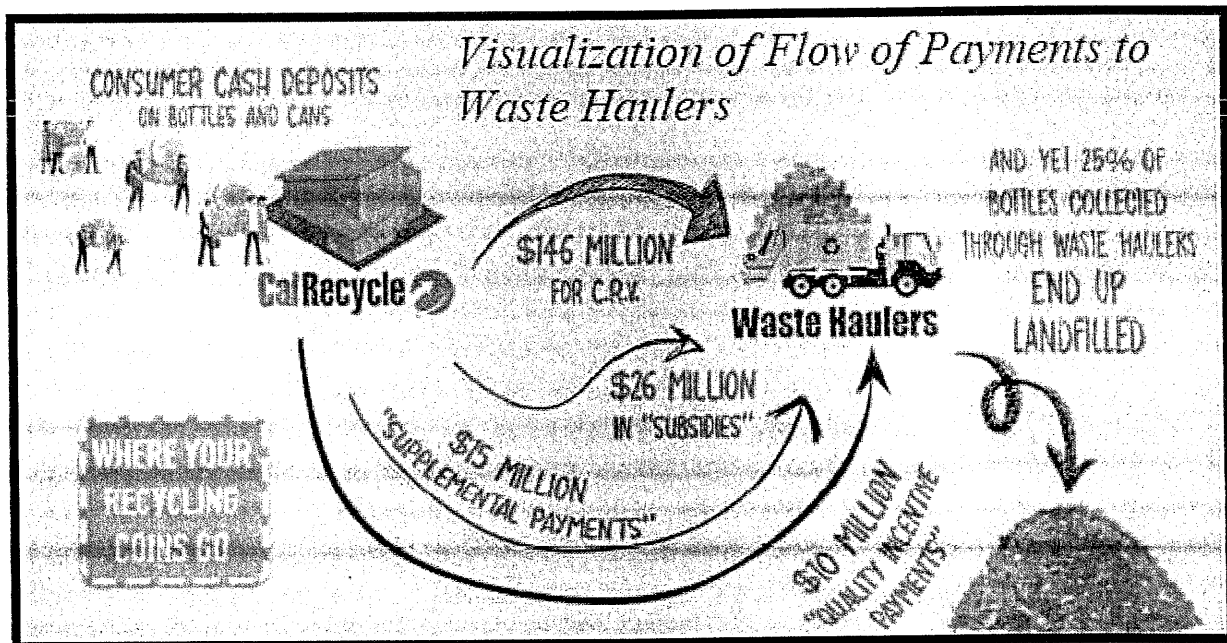 Visualization of Flow of Payments to
Waste Haulers
CONSUMER CASH DEPOSITS
ON BOTTLES AND CANS
CalRecycle
$146 MILLION
FOR C.R.V.
Waste Haulers
AND YET 25% OF
BOTTLES COLLECTED
THROUGH WASTE HAULERS
END UP
LANDFILLED
$26 MILLION
IN "SUBSIDIES"
$15 MILLION
"SUPPLEMENTAL PAYMENTS"
$10 MILLION
"QUALITY INCENTIVE
PAYMENTS"
WHERE YOUR
RECYCLING
COINS GO